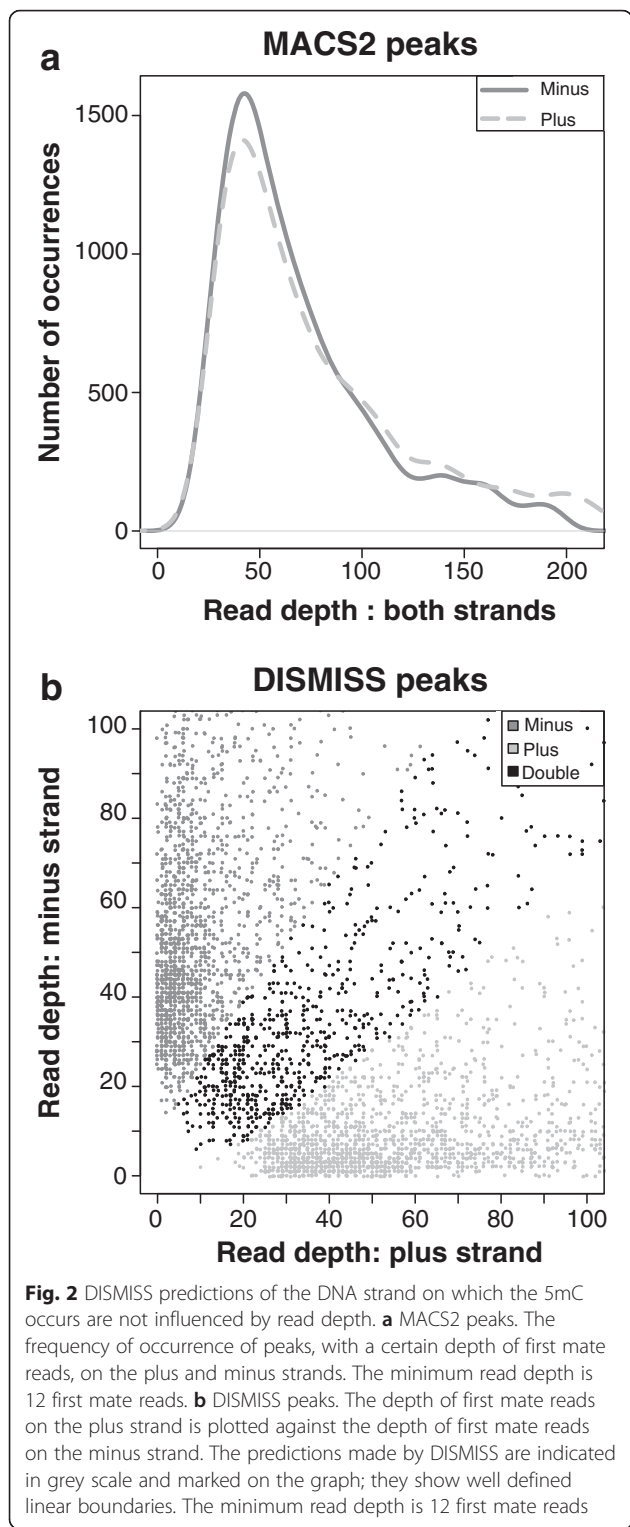 a
MACS2 peaks
Minus
Plus
Number of occurrences
1500
1000
500
0
0 50 100 150 200
Read depth : both strands
b
DISMISS peaks
Minus
Plus
Double
Read depth: minus strand
100
80
60
40
20
0
0 20 40 60 80 100
Read depth: plus strand
Fig. 2 DISMISS predictions of the DNA strand on which the 5mC
occurs are not influenced by read depth. a MACS2 peaks. The
frequency of occurrence of peaks, with a certain depth of first mate
reads, on the plus and minus strands. The minimum read depth is
12 first mate reads. b DISMISS peaks. The depth of first mate reads
on the plus strand is plotted against the depth of first mate reads
on the minus strand. The predictions made by DISMISS are indicated
in grey scale and marked on the graph; they show well defined
linear boundaries. The minimum read depth is 12 first mate reads